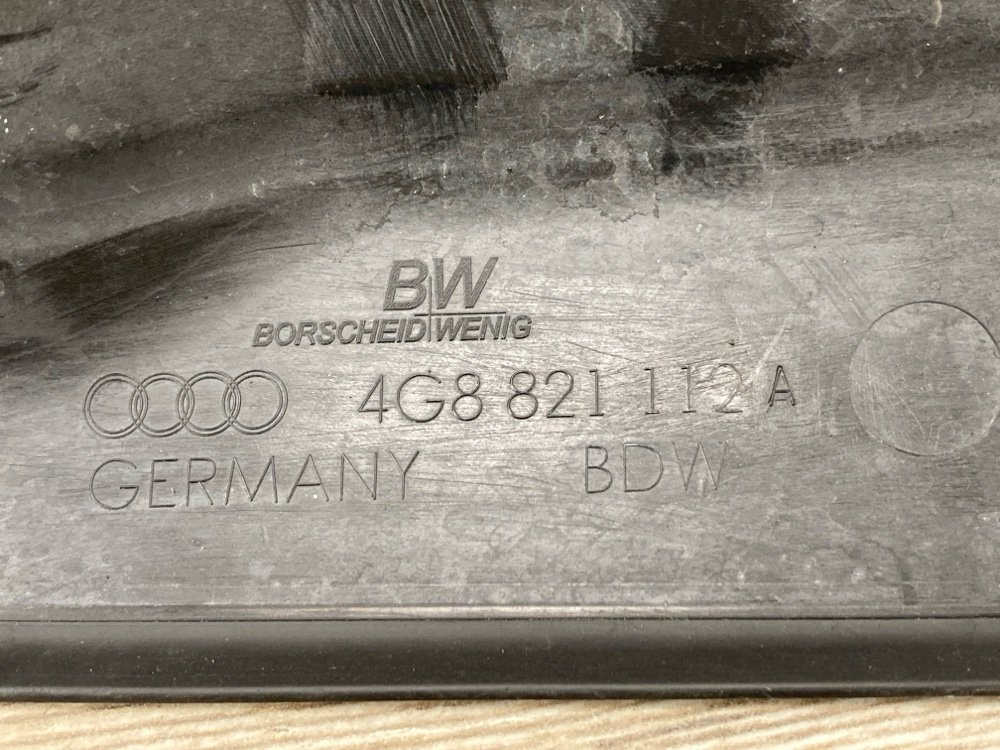 BW
BORSCHEID WENIG
4G8 821 112 A
GERMANY BDW